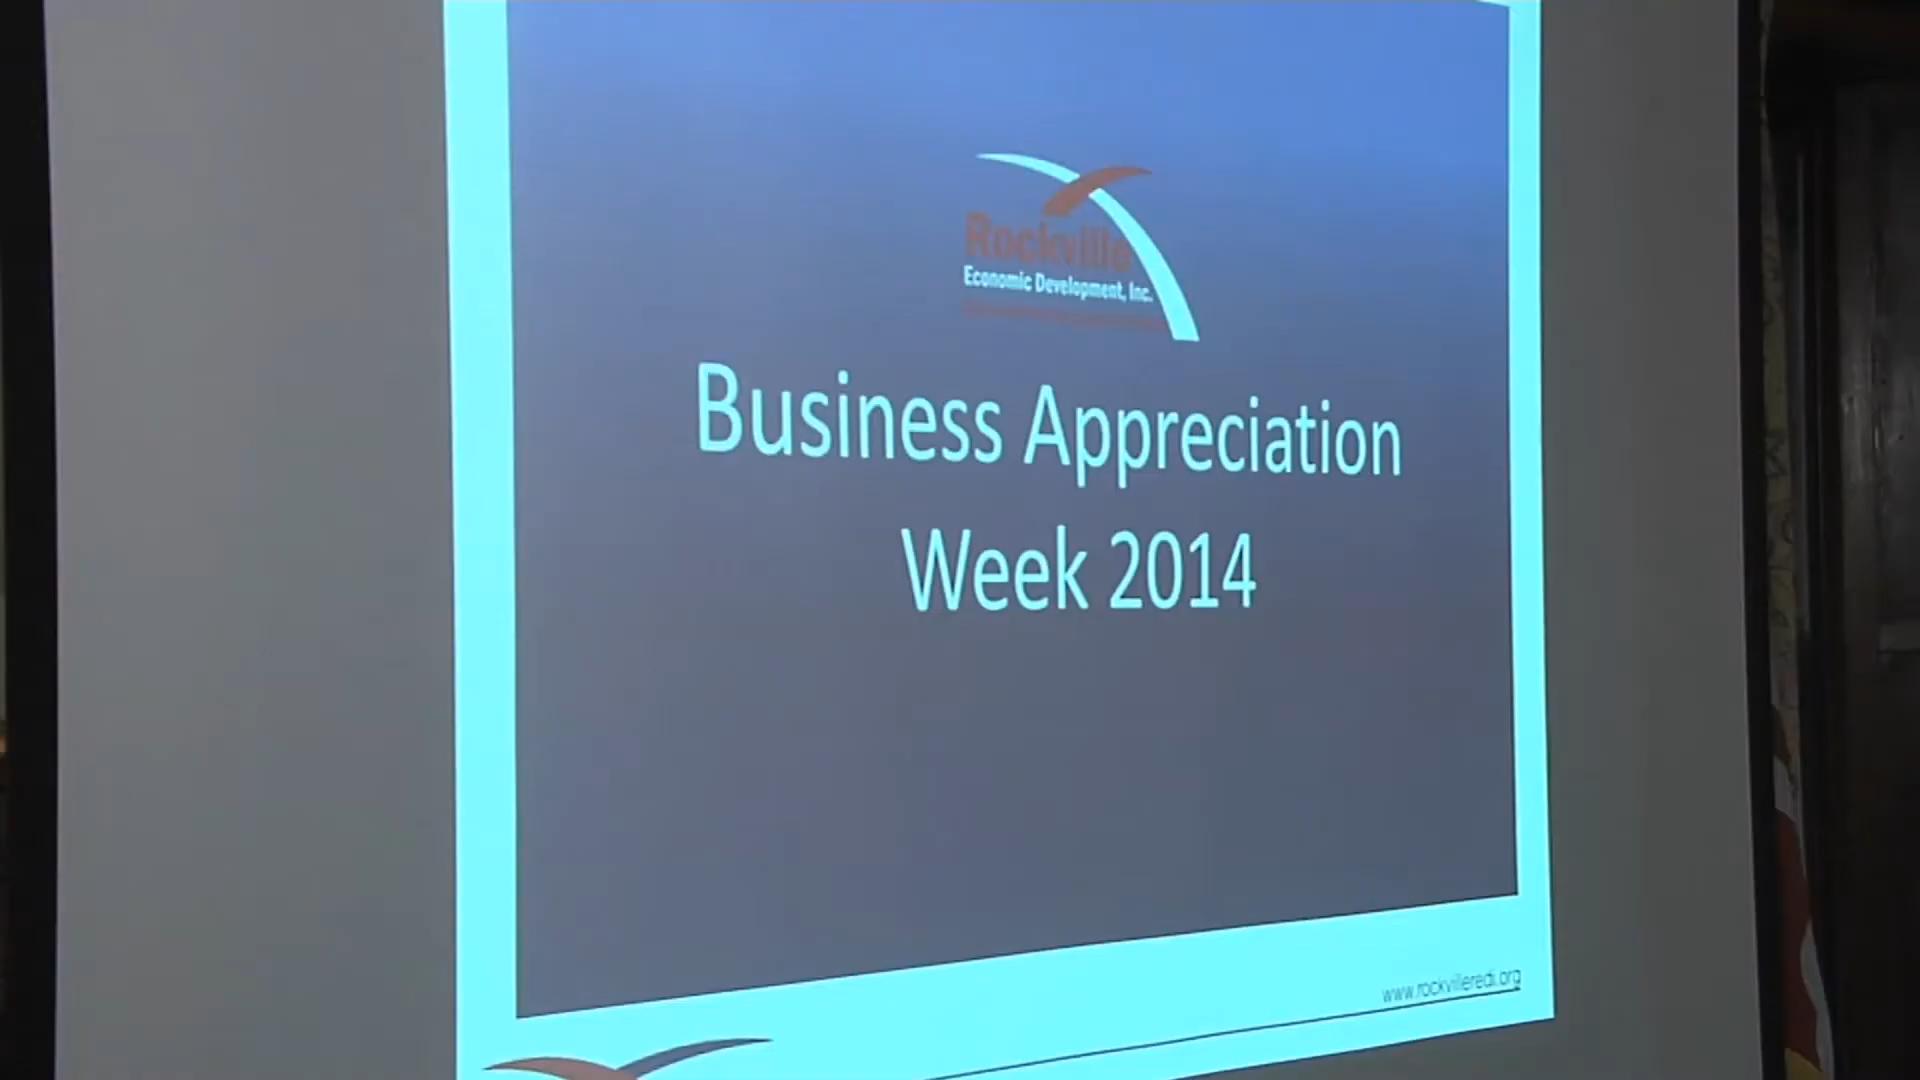 Rockville
Economic Development, Inc.
Business Appreciation
Week 2014
www.rockvilleredi.org